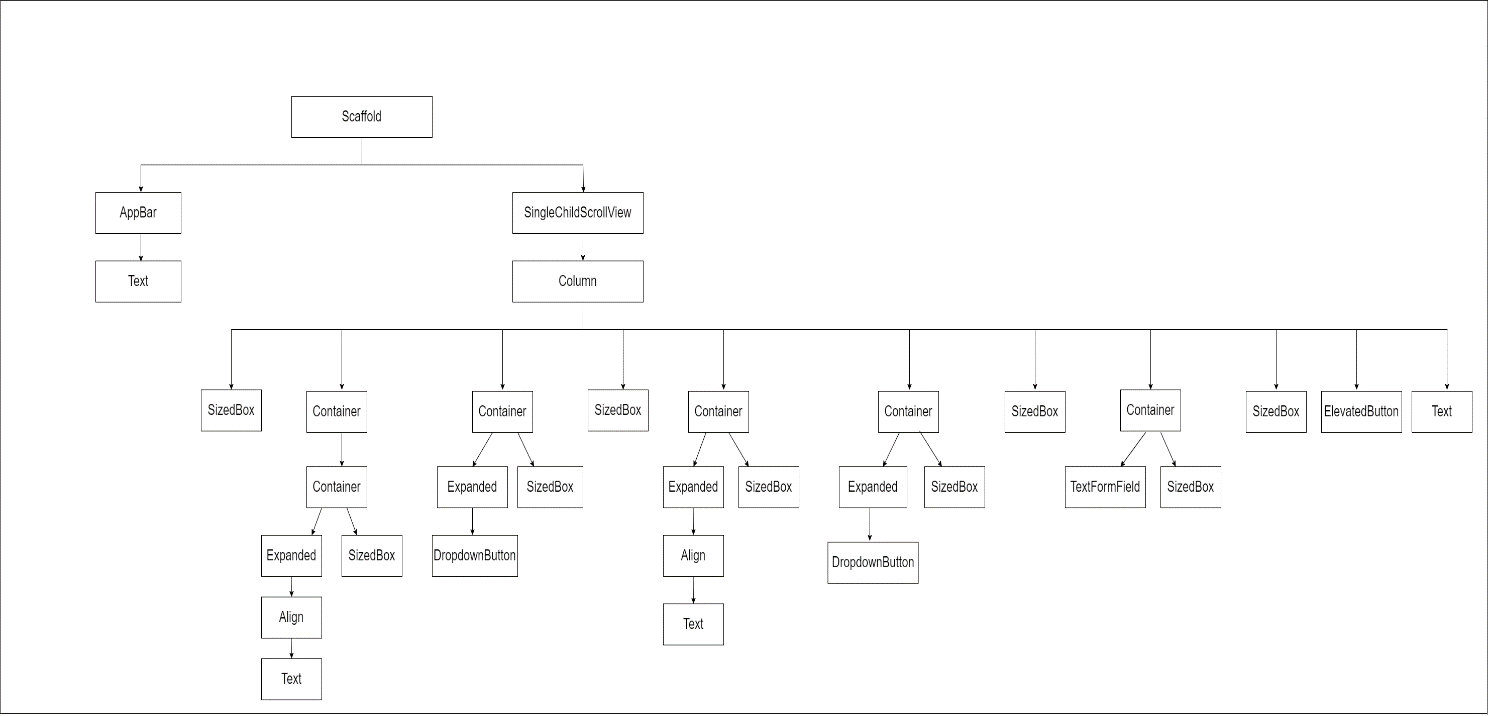 Scaffold
AppBar
SingleChildScrollView
Text
Column
SizedBox
Container
Container
SizedBox
Container
Container
SizedBox
Container
SizedBox
ElevatedButton
Text
Container
Expanded
SizedBox
Expanded
SizedBox
Expanded
SizedBox
TextFormField
SizedBox
Expanded
SizedBox
DropdownButton
Align
DropdownButton
Align
Text
Text